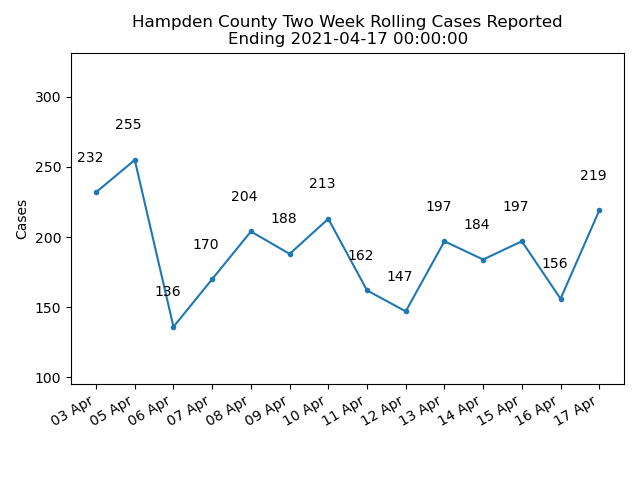 Hampden County Two Week Rolling Cases Reported
Ending 2021-04-17 00:00:00
Cases
300
250
200
150
100
232
255
136
170
204
188
213
162
147
197
184
197
156
219
03 Apr
05 Apr
06 Apr
07 Apr
08 Apr
09 Apr
10 Apr
11 Apr
12 Apr
13 Apr
14 Apr
15 Apr
16 Apr
17 Apr